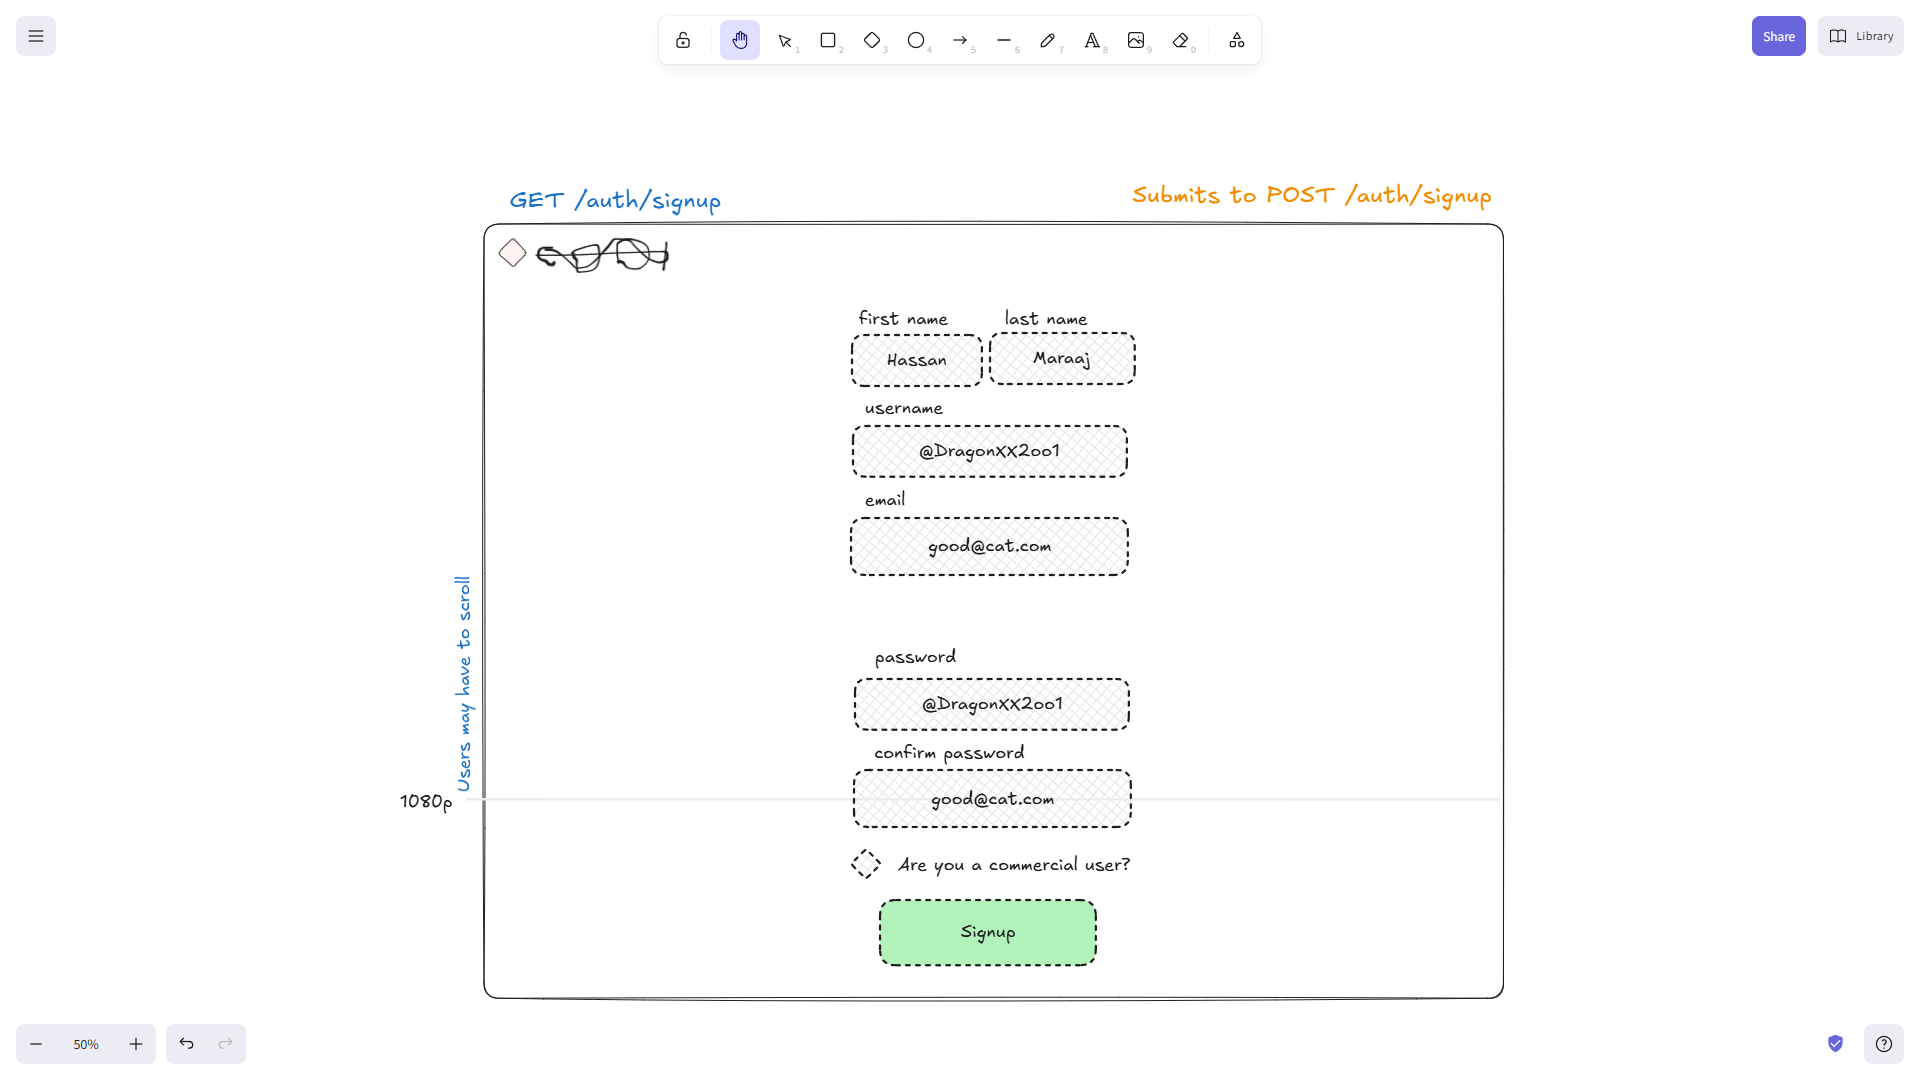 1
2
3
4
5
6
7
8
9
0
Share
Library
GET /auth/signup
Submits to POST /auth/signup
first name
last name
Hassan
Maraaj
username
@DragonXX2oo1
email
good@cat.com
Users may have to scroll
password
@DragonXX2oo1
confirm password
1080p
good@cat.com
Are you a commercial user?
Signup
50%